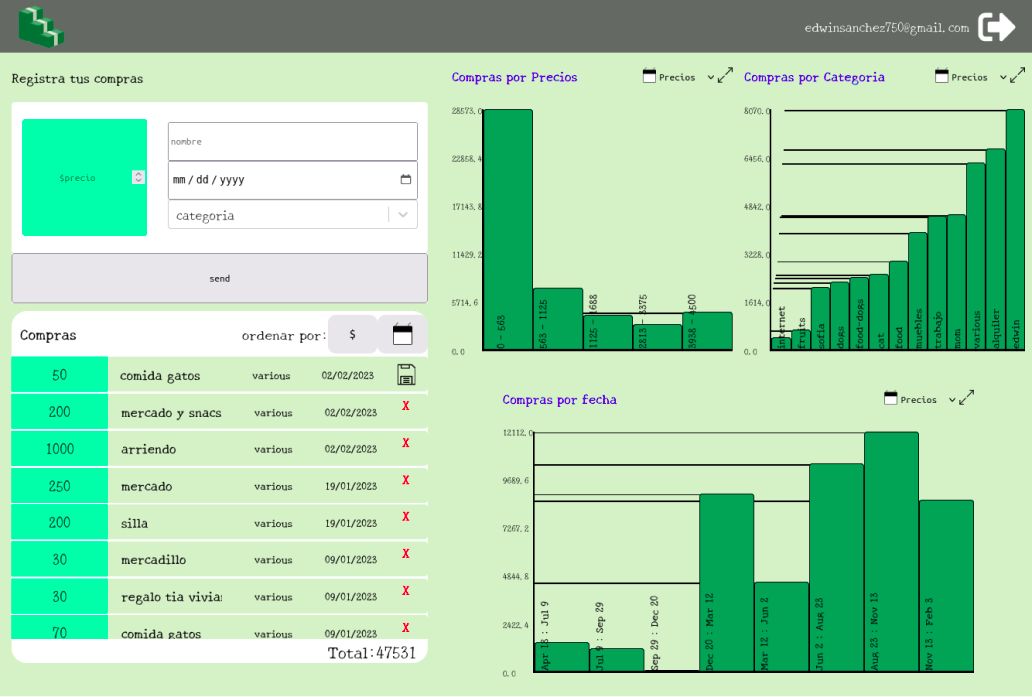 edwinsanchez750@gmail.com
Registra tus compras
$precio
nombre
mm/dd/yyyy
categoria
send
Compras
ordenar por:
$
50 comida gatos various 02/02/2023
200 mercado y snacs various 02/02/2023 X
1000 arriendo various 02/02/2023 X
250 mercado various 19/01/2023 X
200 silla various 19/01/2023 X
30 mercadillo various 09/01/2023 X
30 regalo tia vivia various 09/01/2023 X
70 comida gatos various 09/01/2023 X
Total:47531
Compras por Precios
Precios
28573.0
22858.4
17143.8
11429.2
5714.6
0.0
0 - 563
563 - 1125
1125 - 1688
2813 - 3375
3938 - 4500
Compras por Categoria
Precios
8070.0
6456.0
4842.0
3228.0
1614.0
0.0
internet
fruits
sofia
dogs
food-dogs
cat
food
muebles
trabajo
mom
various
alquiler
edwin
Compras por fecha
Precios
12112.0
9689.6
7267.2
4844.8
2422.4
0.0
Apr 18 : Jul 9
Jul 9 : Sep 29
Sep 29 : Dec 20
Dec 20 : Mar 12
Mar 12 : Jun 2
Jun 2 : Aug 23
Aug 23 : Nov 13
Nov 13 : Feb 3